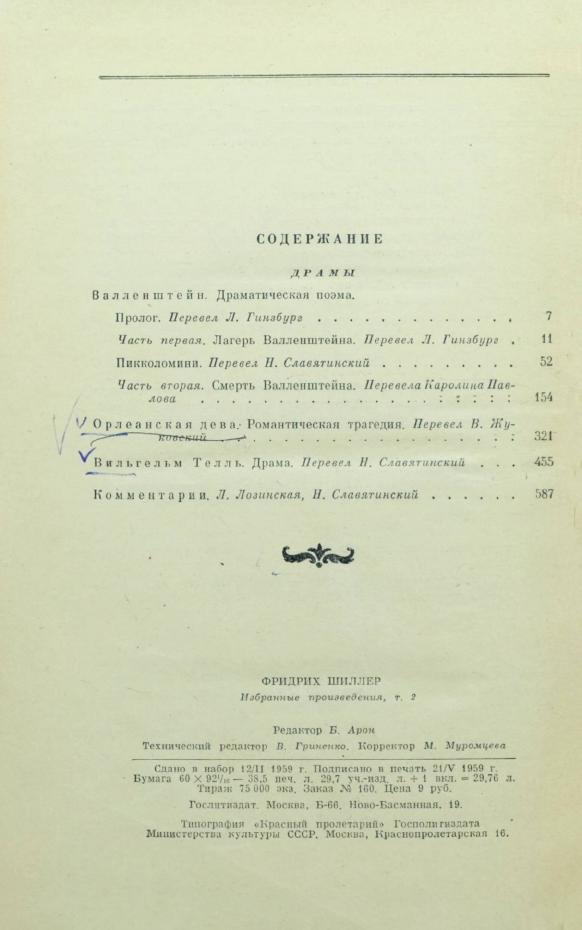 СОДЕРЖАНИЕ
ДРАМЫ
Валленштейн. Драматическая поэма.
Пролог. Перевел Л. Гинзбург . . . . . . . . . . . . 7
Часть первая. Лагерь Валленштейна. Перевел Л. Гинзбург . 11
Пикколомини. Перевел Н. Славятинский . . . . . . . . . 52
Часть вторая. Смерть Валленштейна. Перевела Каролина Пав-
лова . . . . . . . . . . . . . . . . . 154
Орлеанская дева. Романтическая трагедия. Перевел В. Жу-
ковский . . . . . . . . . . . . . . . 321
Вильгельм Телль. Драма. Перевел Н. Славятинский . . . 455
Комментарии. Л. Лозинская, Н. Славятинский . . . . . . 587
ФРИДРИХ ШИЛЛЕР
Избранные произведения, т. 2
Редактор Б. Арон
Технический редактор В. Гриненко. Корректор М. Муромцева
Сдано в набор 12/II 1959 г. Подписано в печать 21/V 1959 г.
Бумага 60 × 92 1/16 — 38,5 печ. л. 29,7 уч.-изд. л. + 1 вкл. = 29,76 л.
Тираж 75 000 экз. Заказ № 160. Цена 9 руб.
Гослитиздат. Москва, Б-66. Ново-Басманная, 19.
Типография «Красный пролетарий» Госполитиздата
Министерства культуры СССР. Москва, Краснопролетарская 16.